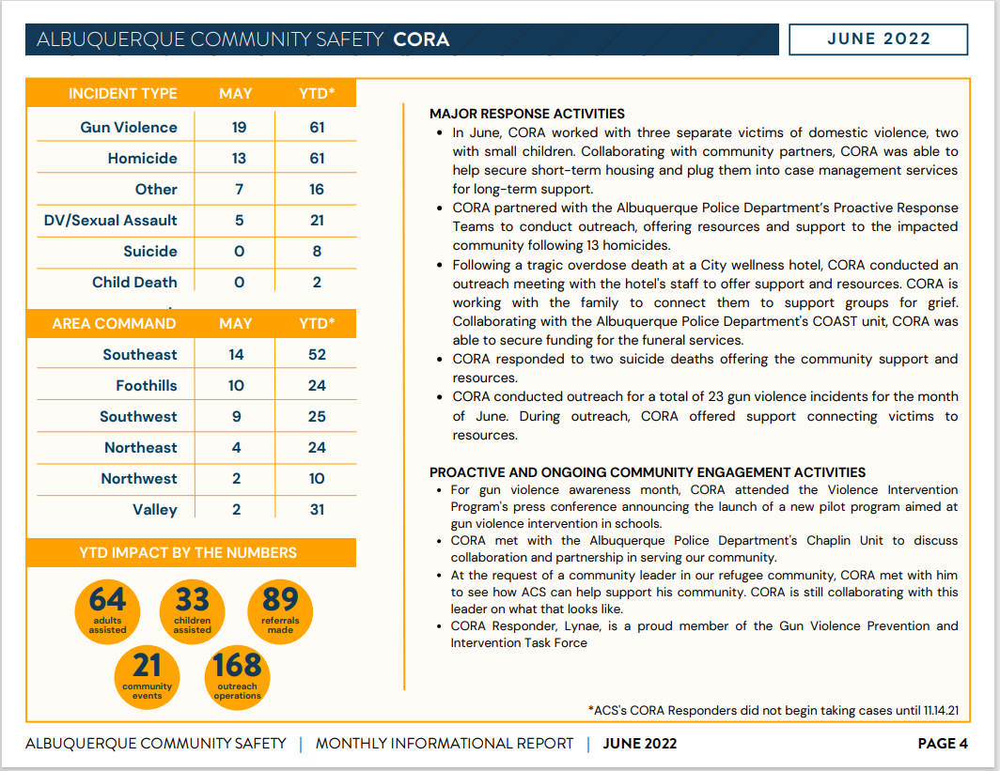 ALBUQUERQUE COMMUNITY SAFETY CORA
JUNE 2022
INCIDENT TYPE MAY YTD*
Gun Violence 19 61
Homicide 13 61
Other 7 16
DV/Sexual Assault 5 21
Suicide 0 8
Child Death 0 2
AREA COMMAND MAY YTD*
Southeast 14 52
Foothills 10 24
Southwest 9 25
Northeast 4 24
Northwest 2 10
Valley 2 31
YTD IMPACT BY THE NUMBERS
64
adults
assisted
33
children
assisted
89
referrals
made
21
community
events
168
outreach
operations
MAJOR RESPONSE ACTIVITIES
• In June, CORA worked with three separate victims of domestic violence, two
with small children. Collaborating with community partners, CORA was able to
help secure short-term housing and plug them into case management services
for long-term support.
• CORA partnered with the Albuquerque Police Department's Proactive Response
Teams to conduct outreach, offering resources and support to the impacted
community following 13 homicides.
• Following a tragic overdose death at a City wellness hotel, CORA conducted an
outreach meeting with the hotel's staff to offer support and resources. CORA is
working with the family to connect them to support groups for grief.
Collaborating with the Albuquerque Police Department's COAST unit, CORA was
able to secure funding for the funeral services.
• CORA responded to two suicide deaths offering the community support and
resources.
• CORA conducted outreach for a total of 23 gun violence incidents for the month
of June. During outreach, CORA offered support connecting victims to
resources.
PROACTIVE AND ONGOING COMMUNITY ENGAGEMENT ACTIVITIES
• For gun violence awareness month, CORA attended the Violence Intervention
Program's press conference announcing the launch of a new pilot program aimed at
gun violence intervention in schools.
• CORA met with the Albuquerque Police Department's Chaplin Unit to discuss
collaboration and partnership in serving our community.
• At the request of a community leader in our refugee community, CORA met with him
to see how ACS can help support his community. CORA is still collaborating with this
leader on what that looks like.
• CORA Responder, Lynae, is a proud member of the Gun Violence Prevention and
Intervention Task Force
*ACS's CORA Responders did not begin taking cases until 11.14.21
ALBUQUERQUE COMMUNITY SAFETY | MONTHLY INFORMATIONAL REPORT | JUNE 2022
PAGE 4